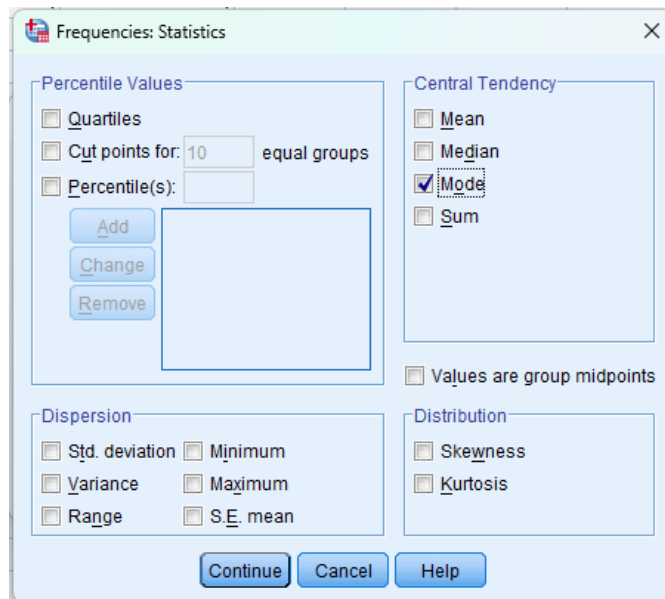 Frequencies: Statistics
Percentile Values
Quartiles
Cut points for: 10 equal groups
Percentile(s):
Add
Change
Remove
Central Tendency
Mean
Median
Mode
Sum
Values are group midpoints
Dispersion
Std. deviation Minimum
Variance Maximum
Range S.E. mean
Distribution
Skewness
Kurtosis
Continue Cancel Help